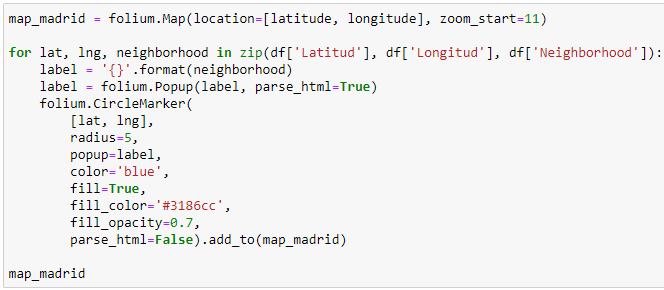 map_madrid = folium.Map(location=[latitude, longitude], zoom_start=11)

for lat, lng, neighborhood in zip(df['Latitud'], df['Longitud'], df['Neighborhood']):
    label = '{}'.format(neighborhood)
    label = folium.Popup(label, parse_html=True)
    folium.CircleMarker(
        [lat, lng],
        radius=5,
        popup=label,
        color='blue',
        fill=True,
        fill_color='#3186cc',
        fill_opacity=0.7,
        parse_html=False).add_to(map_madrid)

map_madrid